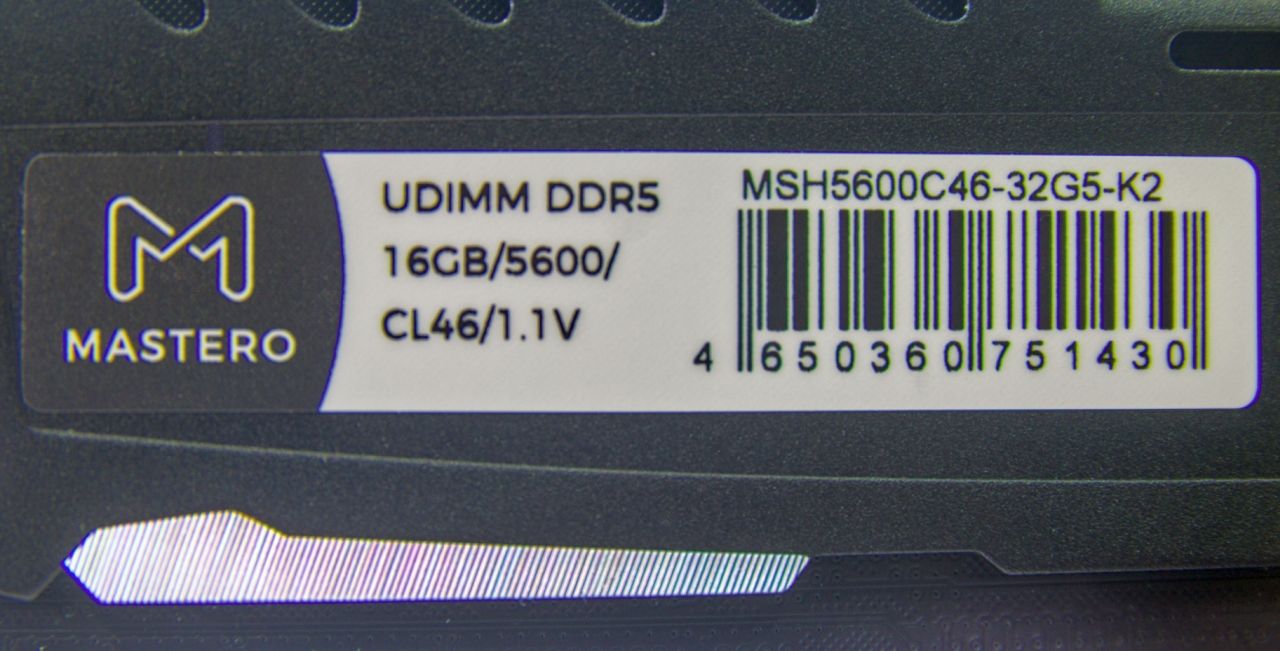 MASTERO
UDIMM DDR5
16GB/5600/
CL46/1.1V
MSH5600C46-32G5-K2
4 650360 751430